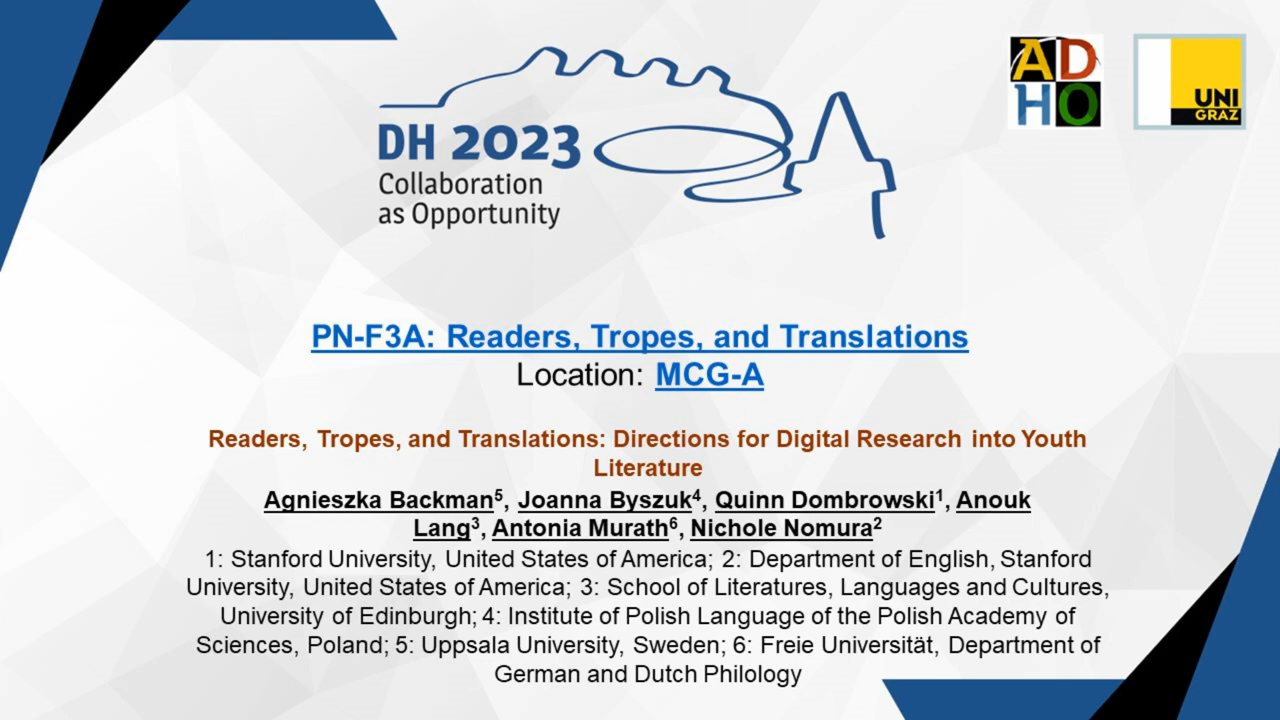 DH 2023
Collaboration
as Opportunity
AD
HO
UNI
GRAZ
PN-F3A: Readers, Tropes, and Translations
Location: MCG-A
Readers, Tropes, and Translations: Directions for Digital Research into Youth
Literature
Agnieszka Backman⁵, Joanna Byszuk⁴, Quinn Dombrowski¹, Anouk
Lang³, Antonia Murath⁶, Nichole Nomura²
1: Stanford University, United States of America; 2: Department of English, Stanford
University, United States of America; 3: School of Literatures, Languages and Cultures,
University of Edinburgh; 4: Institute of Polish Language of the Polish Academy of
Sciences, Poland; 5: Uppsala University, Sweden; 6: Freie Universität, Department of
German and Dutch Philology